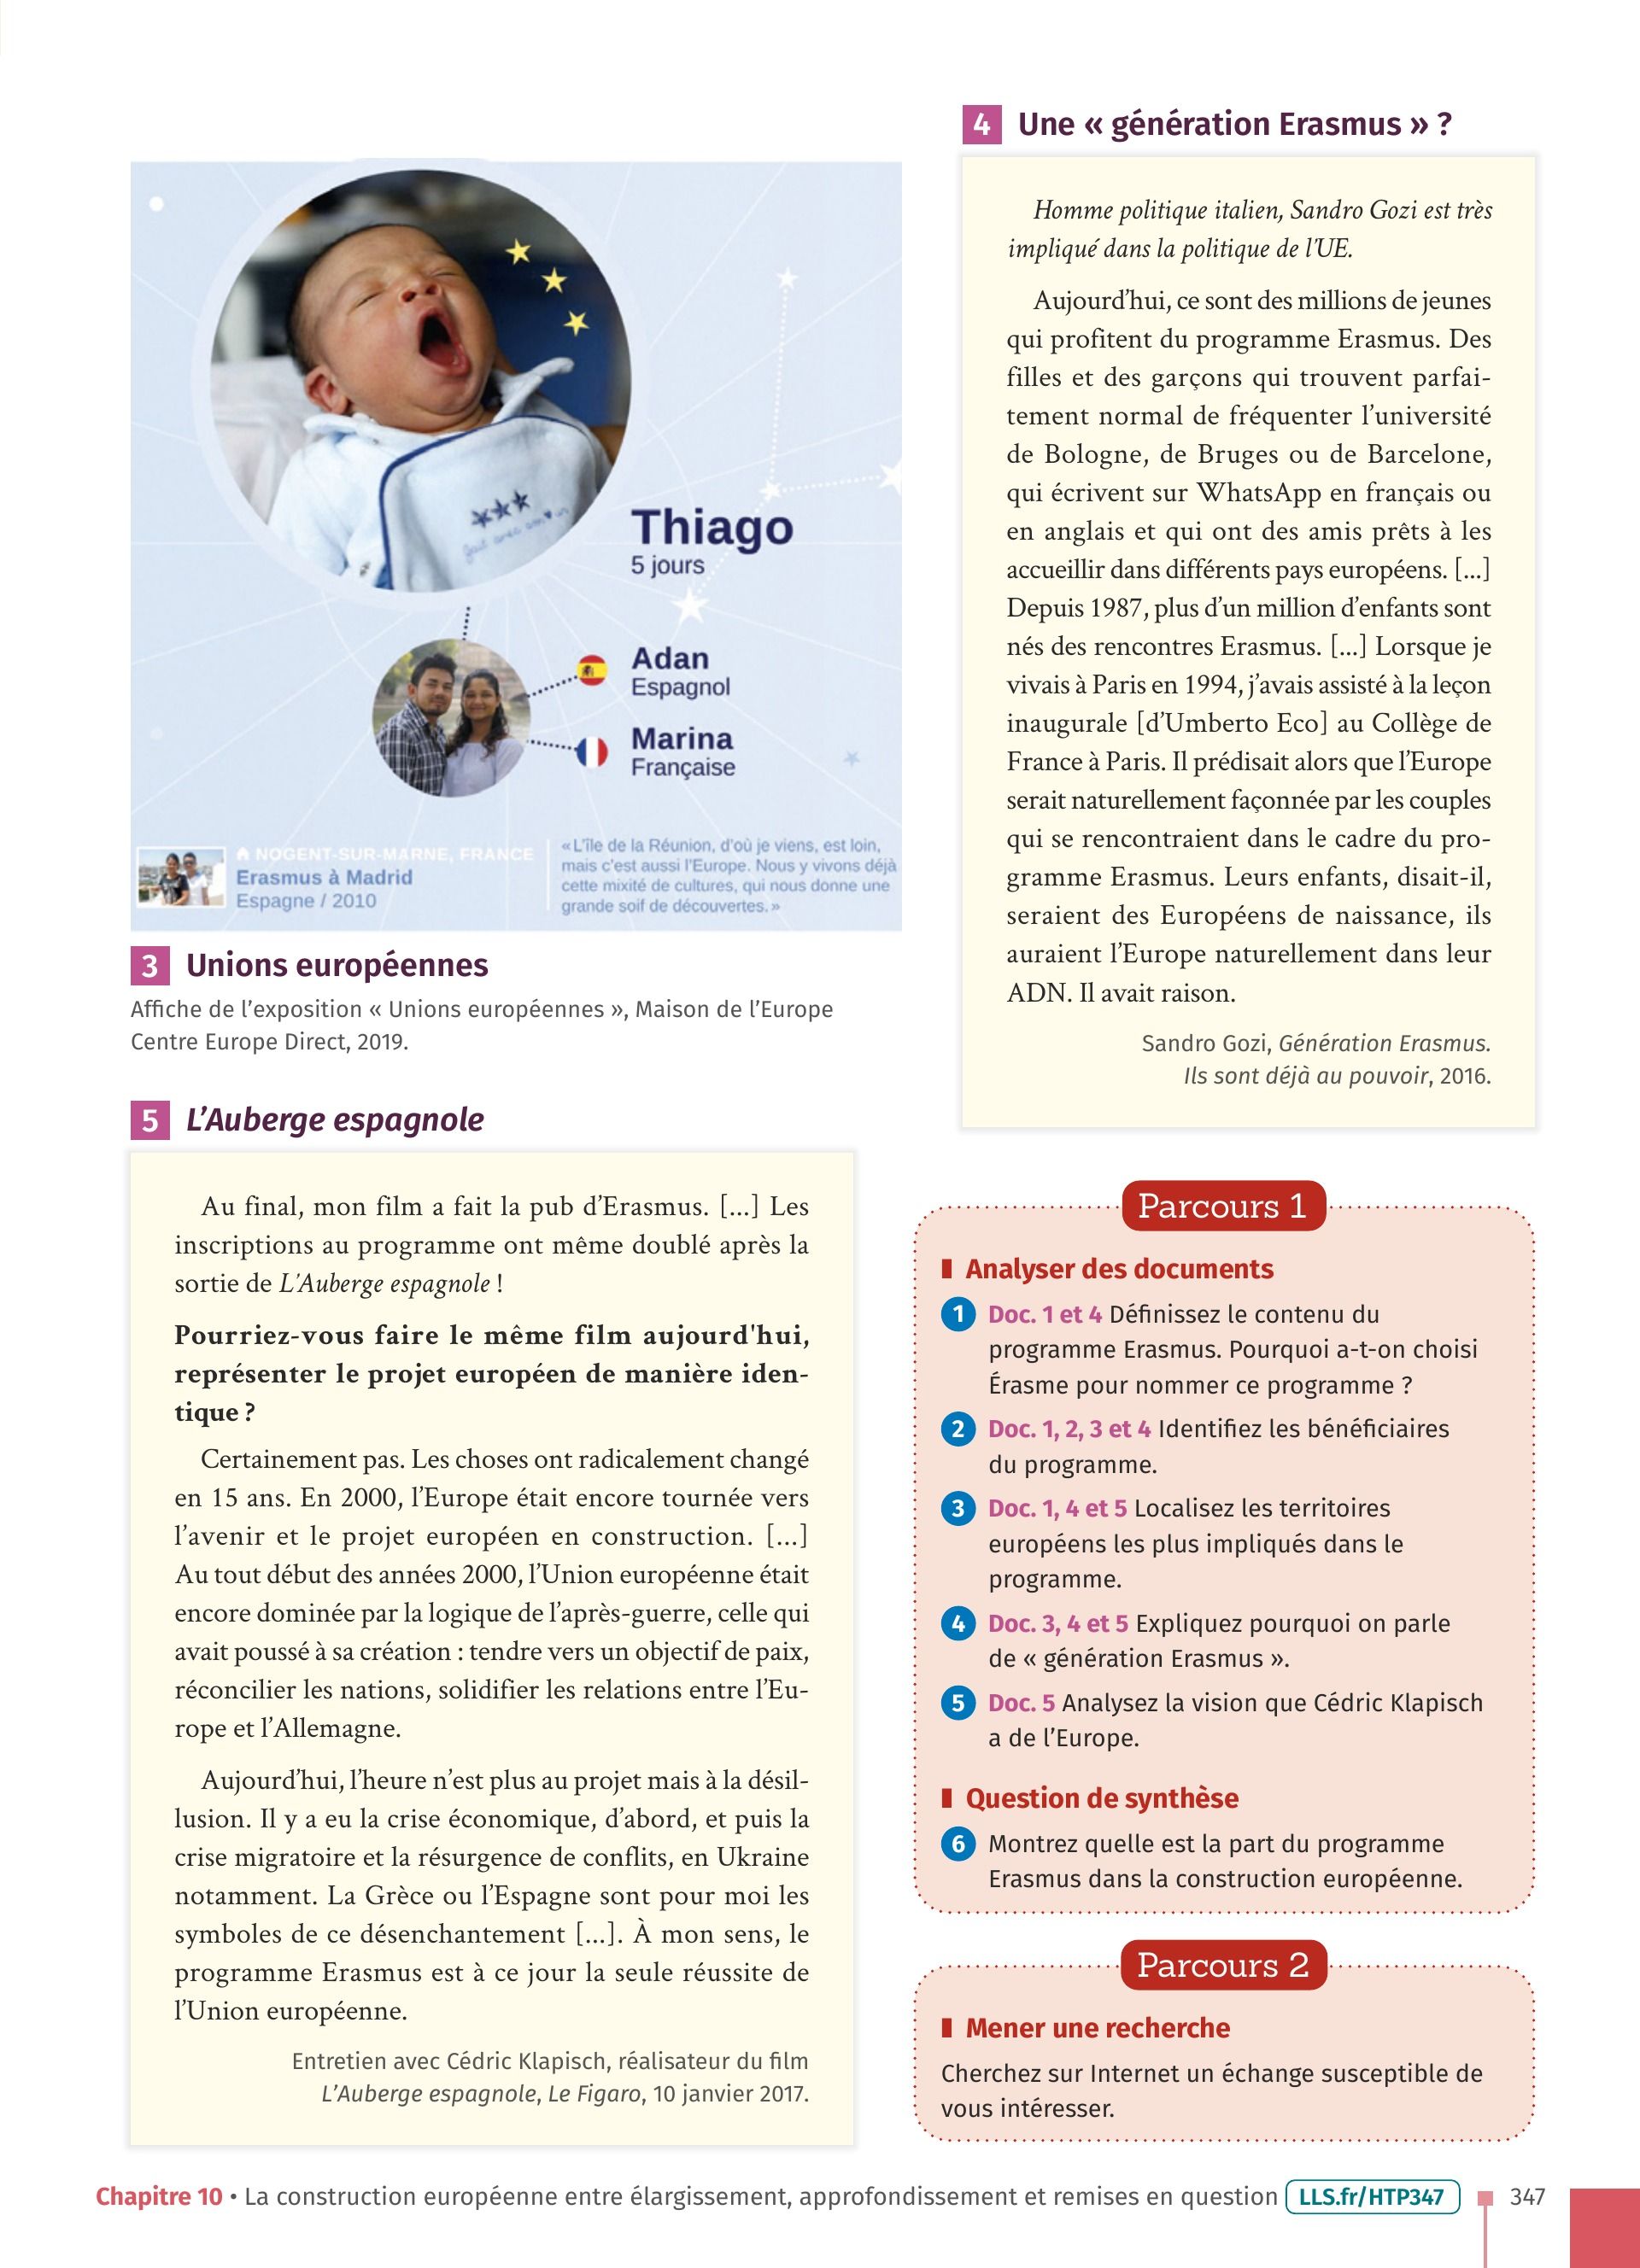 Thiago
5 jours
Adan
Espagnol
Marina
Française
NOGENT-SUR-MARNE, FRANCE
Erasmus à Madrid
Espagne / 2010
« L'île de la Réunion, d'où je viens, est loin,
mais c'est aussi l'Europe. Nous y vivons déjà
cette mixité de cultures, qui nous donne une
grande soif de découvertes. »
3 Unions européennes
Affiche de l'exposition « Unions européennes », Maison de l'Europe
Centre Europe Direct, 2019.
4 Une « génération Erasmus » ?
Homme politique italien, Sandro Gozi est très
impliqué dans la politique de l'UE.
Aujourd'hui, ce sont des millions de jeunes
qui profitent du programme Erasmus. Des
filles et des garçons qui trouvent parfai-
tement normal de fréquenter l'université
de Bologne, de Bruges ou de Barcelone,
qui écrivent sur WhatsApp en français ou
en anglais et qui ont des amis prêts à les
accueillir dans différents pays européens. [...]
Depuis 1987, plus d'un million d'enfants sont
nés des rencontres Erasmus. [...] Lorsque je
vivais à Paris en 1994, j'avais assisté à la leçon
inaugurale [d'Umberto Eco] au Collège de
France à Paris. Il prédisait alors que l'Europe
serait naturellement façonnée par les couples
qui se rencontraient dans le cadre du pro-
gramme Erasmus. Leurs enfants, disait-il,
seraient des Européens de naissance, ils
auraient l'Europe naturellement dans leur
ADN. Il avait raison.
Sandro Gozi, Génération Erasmus.
Ils sont déjà au pouvoir, 2016.
5 L'Auberge espagnole
Au final, mon film a fait la pub d'Erasmus. [...] Les
inscriptions au programme ont même doublé après la
sortie de L'Auberge espagnole !
Pourriez-vous faire le même film aujourd'hui,
représenter le projet européen de manière iden-
tique ?
Certainement pas. Les choses ont radicalement changé
en 15 ans. En 2000, l'Europe était encore tournée vers
l'avenir et le projet européen en construction. [...]
Au tout début des années 2000, l'Union européenne était
encore dominée par la logique de l'après-guerre, celle qui
avait poussé à sa création : tendre vers un objectif de paix,
réconcilier les nations, solidifier les relations entre l'Eu-
rope et l'Allemagne.
Aujourd'hui, l'heure n'est plus au projet mais à la désil-
lusion. Il y a eu la crise économique, d'abord, et puis la
crise migratoire et la résurgence de conflits, en Ukraine
notamment. La Grèce ou l'Espagne sont pour moi les
symboles de ce désenchantement [...]. À mon sens, le
programme Erasmus est à ce jour la seule réussite de
l'Union européenne.
Entretien avec Cédric Klapisch, réalisateur du film
L'Auberge espagnole, Le Figaro, 10 janvier 2017.
Parcours 1
Analyser des documents
1 Doc. 1 et 4 Définissez le contenu du
programme Erasmus. Pourquoi a-t-on choisi
Érasme pour nommer ce programme ?
2 Doc. 1, 2, 3 et 4 Identifiez les bénéficiaires
du programme.
3 Doc. 1, 4 et 5 Localisez les territoires
européens les plus impliqués dans le
programme.
4 Doc. 3, 4 et 5 Expliquez pourquoi on parle
de « génération Erasmus ».
5 Doc. 5 Analysez la vision que Cédric Klapisch
a de l'Europe.
Question de synthèse
6 Montrez quelle est la part du programme
Erasmus dans la construction européenne.
Parcours 2
Mener une recherche
Cherchez sur Internet un échange susceptible de
vous intéresser.
Chapitre 10 • La construction européenne entre élargissement, approfondissement et remises en question LLS.fr/HTP347 347